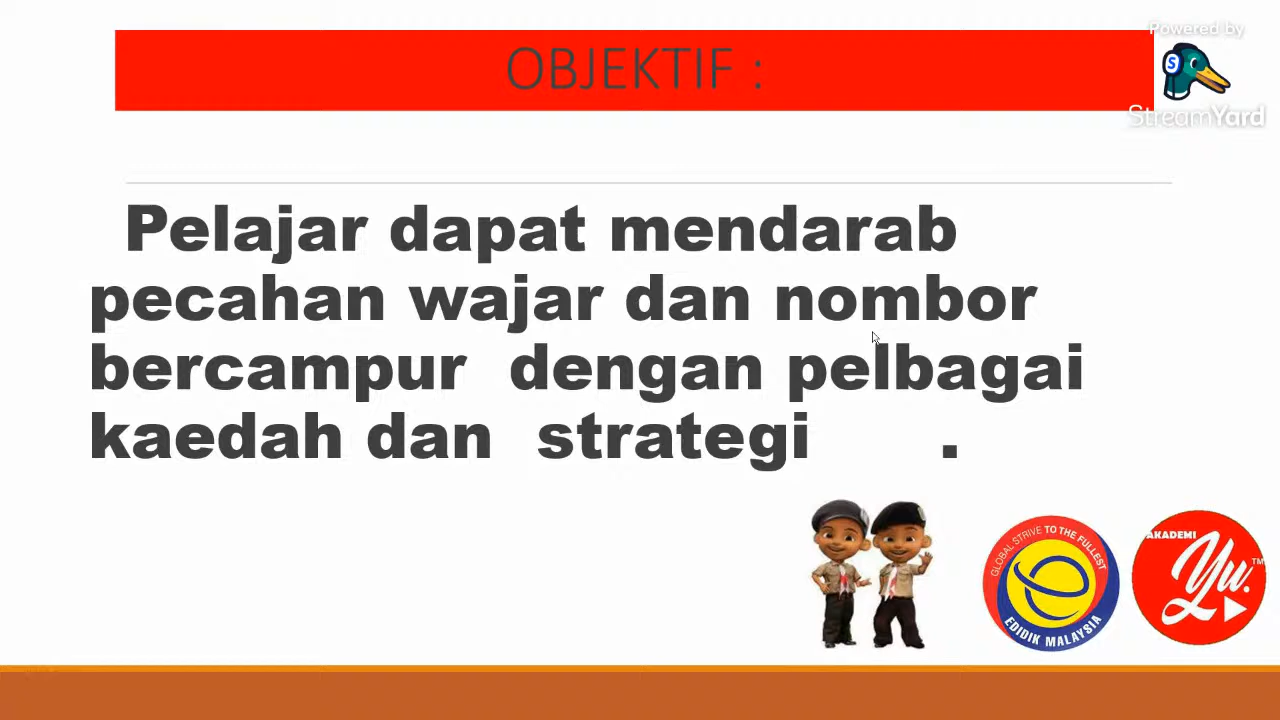 Powered by
StreamYard
OBJEKTIF :
Pelajar dapat mendarab
pecahan wajar dan nombor
bercampur dengan pelbagai
kaedah dan strategi .
GLOBAL STRIVE TO THE FULLEST
EDIDIK MALAYSIA
AKADEMI
Yu.
TM